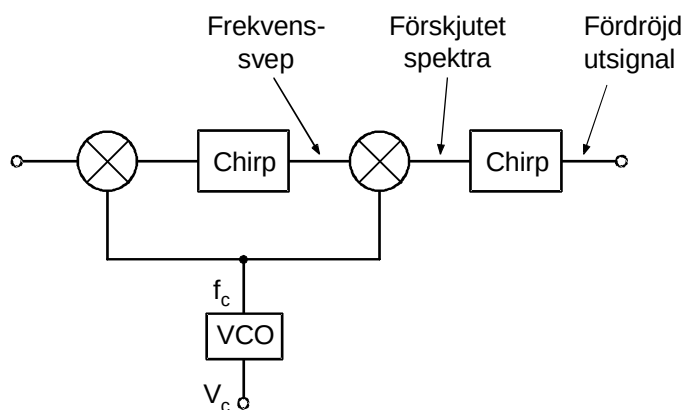 Frekvens-
svep
Förskjutet
spektra
Fördröjd
utsignal
Chirp
Chirp
fc
VCO
Vc